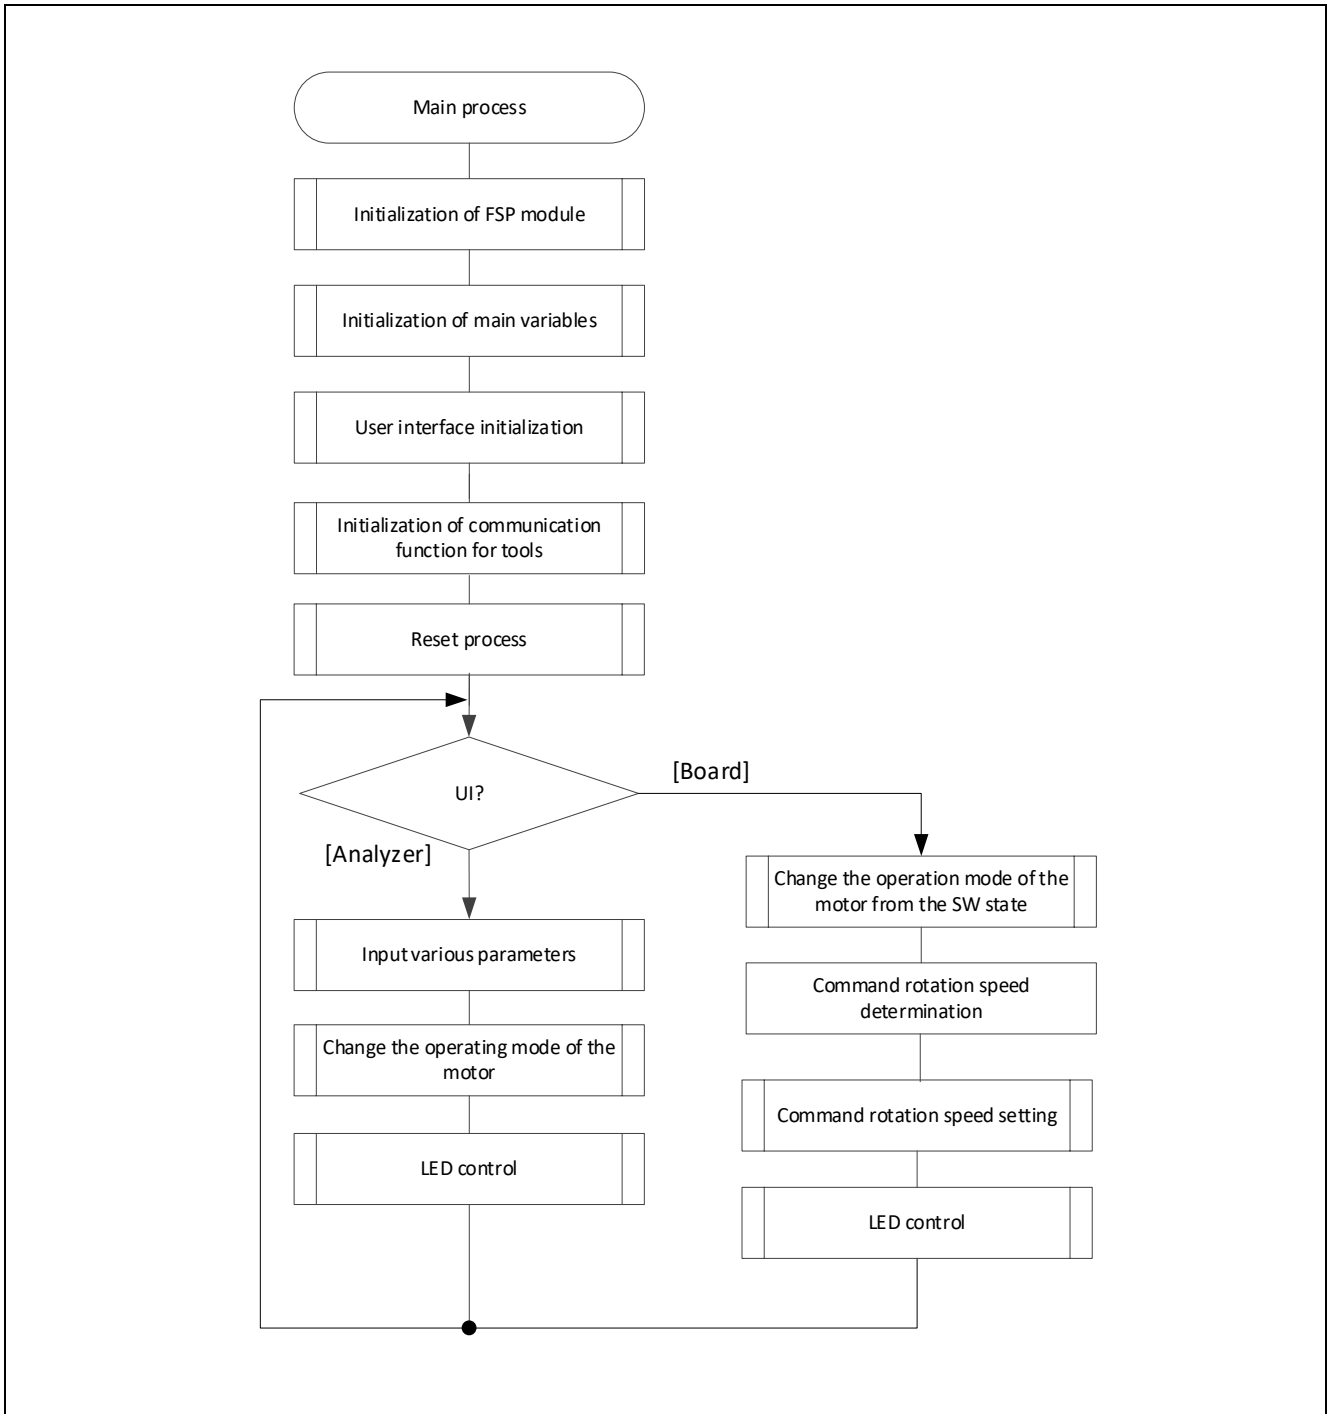 Main process
Initialization of FSP module
Initialization of main variables
User interface initialization
Initialization of communication
function for tools
Reset process
UI?
[Board]
[Analyzer]
Input various parameters
Change the operating mode of the
motor
LED control
Change the operation mode of the
motor from the SW state
Command rotation speed
determination
Command rotation speed setting
LED control